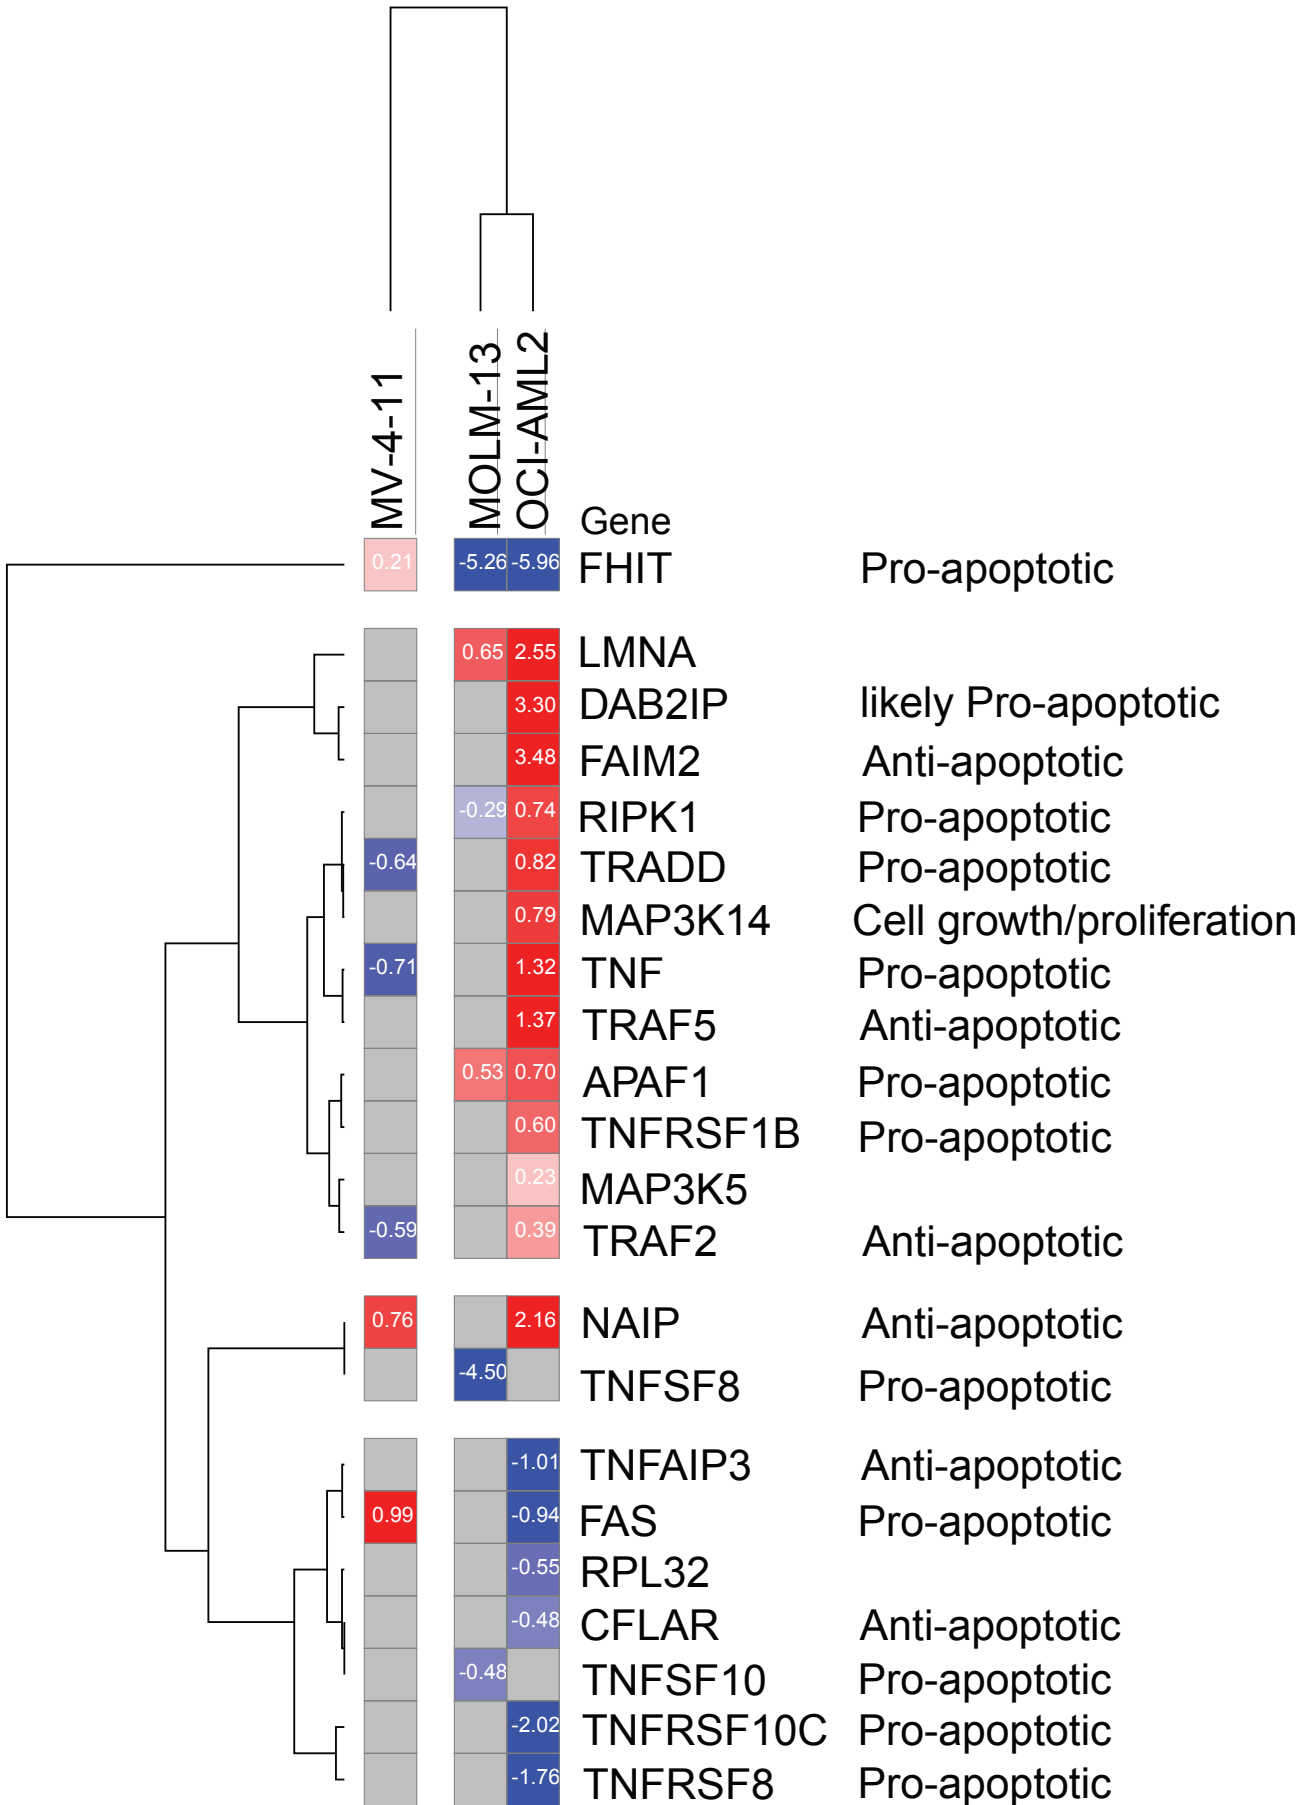 MV-4-11
MOLM-13
OCI-AML2
Gene
0.21 -5.26 -5.96 FHIT Pro-apoptotic
0.65 2.55 LMNA
3.30 DAB2IP likely Pro-apoptotic
3.48 FAIM2 Anti-apoptotic
-0.29 0.74 RIPK1 Pro-apoptotic
-0.64 0.82 TRADD Pro-apoptotic
0.79 MAP3K14 Cell growth/proliferation
-0.71 1.32 TNF Pro-apoptotic
1.37 TRAF5 Anti-apoptotic
0.53 0.70 APAF1 Pro-apoptotic
0.60 TNFRSF1B Pro-apoptotic
0.23 MAP3K5
-0.59 0.39 TRAF2 Anti-apoptotic
0.76 2.16 NAIP Anti-apoptotic
-4.50 TNFSF8 Pro-apoptotic
-1.01 TNFAIP3 Anti-apoptotic
0.99 -0.94 FAS Pro-apoptotic
-0.55 RPL32
-0.48 CFLAR Anti-apoptotic
-0.48 TNFSF10 Pro-apoptotic
-2.02 TNFRSF10C Pro-apoptotic
-1.76 TNFRSF8 Pro-apoptotic